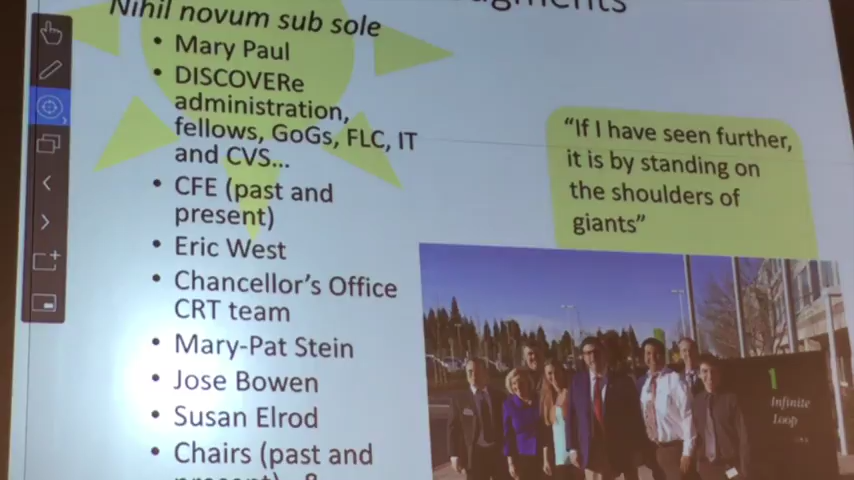 Nihil novum sub sole
• Mary Paul
• DISCOVERe
administration,
fellows, GoGs, FLC, IT
and CVS...
• CFE (past and
present)
• Eric West
• Chancellor's Office
CRT team
• Mary-Pat Stein
• Jose Bowen
• Susan Elrod
• Chairs (past and
“If I have seen further,
it is by standing on
the shoulders of
giants”
1
Infinite
Loop